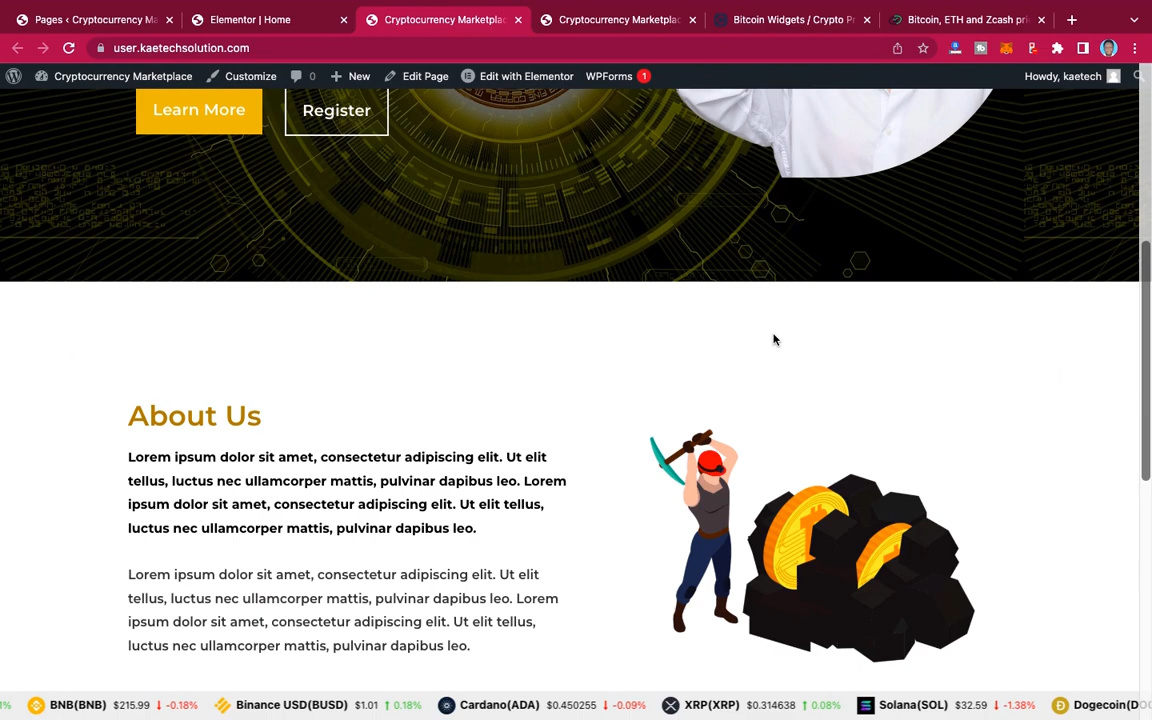 Pages ‹ Cryptocurrency Ma
Elementor | Home
Cryptocurrency Marketplac
Cryptocurrency Marketplac
Bitcoin Widgets / Crypto Pr
Bitcoin, ETH and Zcash pri
user.kaetechsolution.com
Cryptocurrency Marketplace
Customize
0
New
Edit Page
Edit with Elementor
WPForms 1
Howdy, kaetech
Learn More
Register
About Us
Lorem ipsum dolor sit amet, consectetur adipiscing elit. Ut elit
tellus, luctus nec ullamcorper mattis, pulvinar dapibus leo. Lorem
ipsum dolor sit amet, consectetur adipiscing elit. Ut elit tellus,
luctus nec ullamcorper mattis, pulvinar dapibus leo.
Lorem ipsum dolor sit amet, consectetur adipiscing elit. Ut elit
tellus, luctus nec ullamcorper mattis, pulvinar dapibus leo. Lorem
ipsum dolor sit amet, consectetur adipiscing elit. Ut elit tellus,
luctus nec ullamcorper mattis, pulvinar dapibus leo.
1% BNB(BNB) $215.99 ↓ -0.18% Binance USD(BUSD) $1.01 ↑ 0.18% Cardano(ADA) $0.450255 ↓ -0.09% XRP(XRP) $0.314638 ↑ 0.08% Solana(SOL) $32.59 ↓ -1.38% Dogecoin(DO